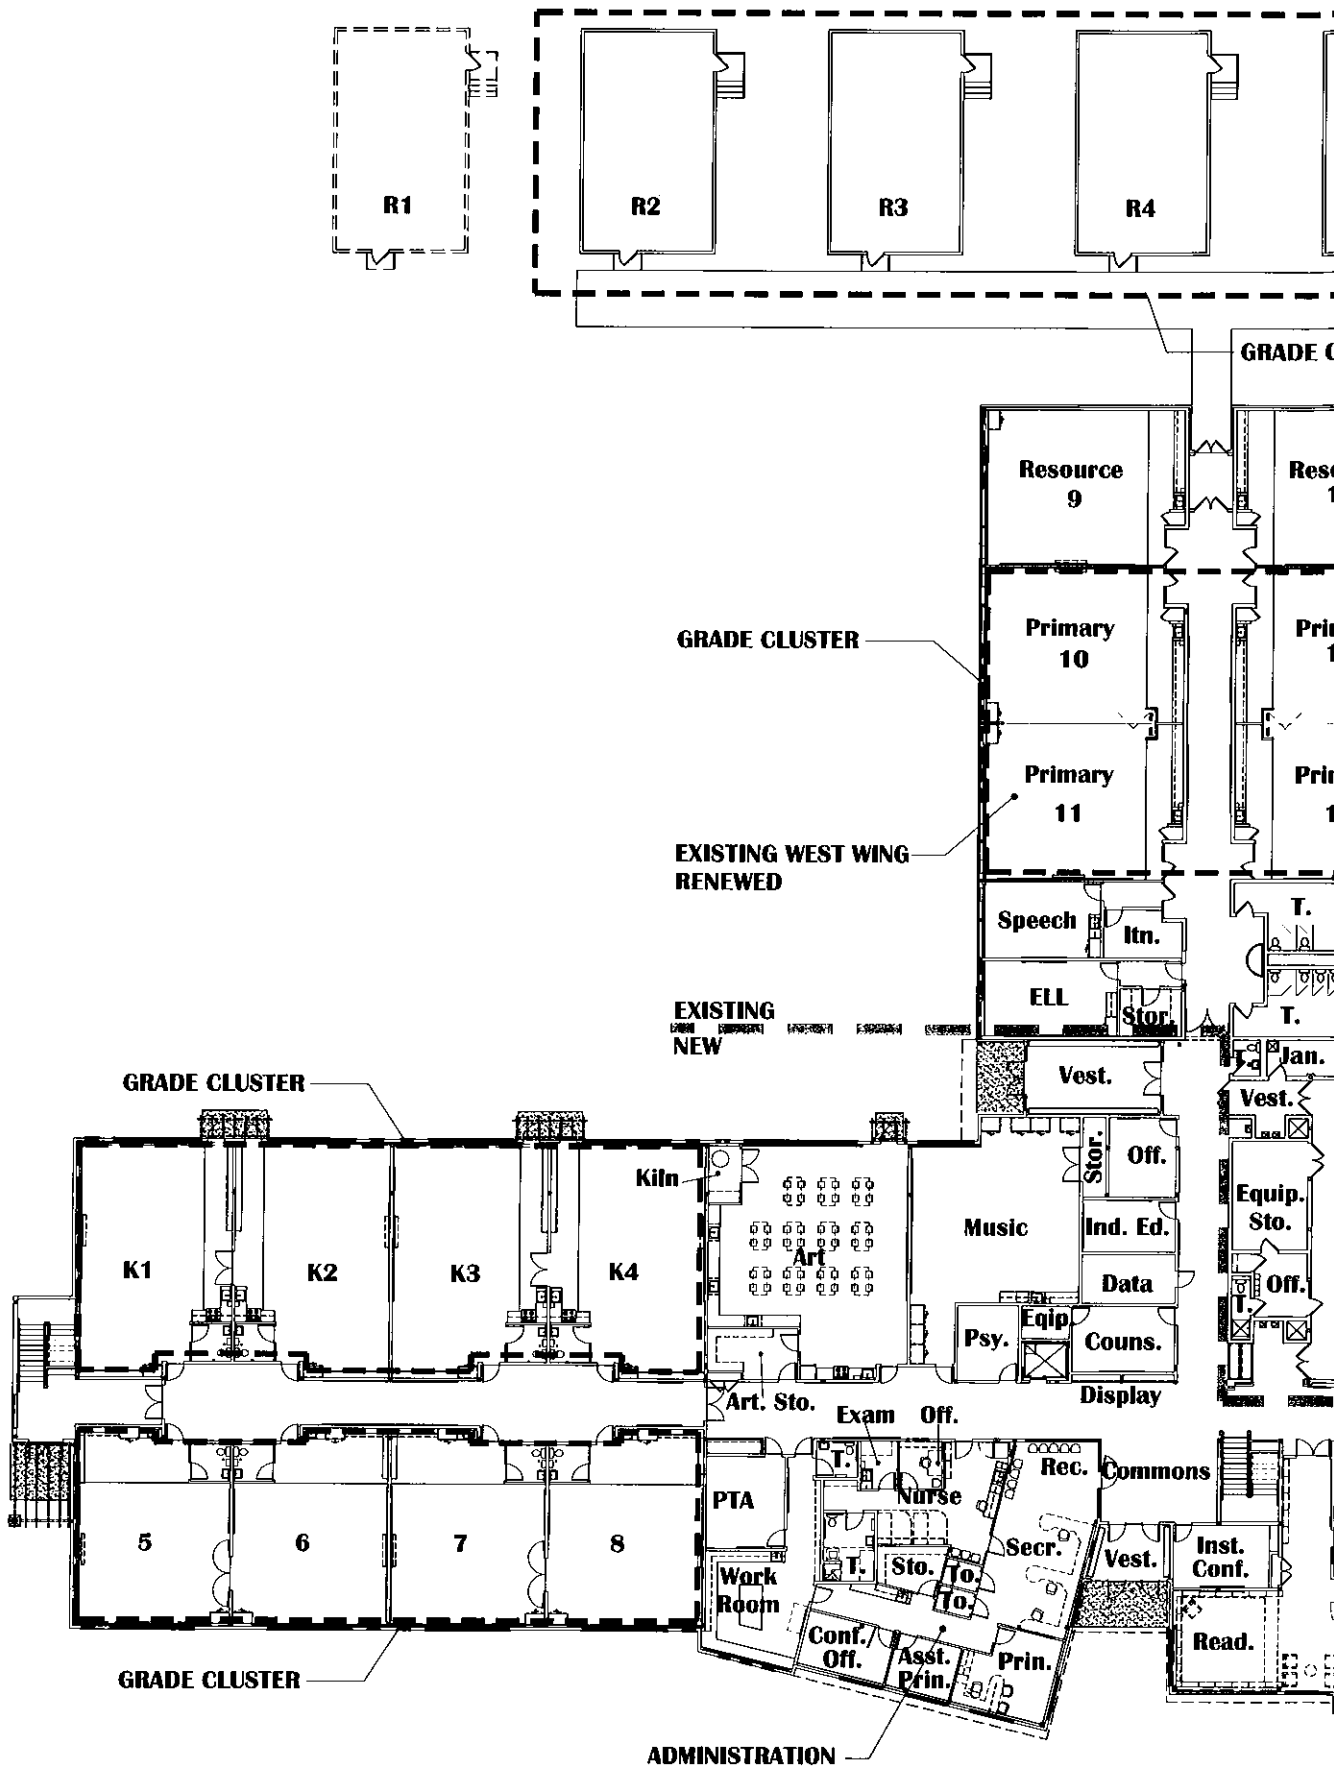 R1
R2
R3
R4
GRADE C
Resource
9
Reso
1
GRADE CLUSTER
Primary
10
Prin
1
Primary
11
Prin
1
EXISTING WEST WING
RENEWED
Speech
Itn.
T.
ELL
Stor.
T.
EXISTING
NEW
Vest.
T.
Jan.
Vest.
GRADE CLUSTER
Kiln
Stor.
Off.
Equip.
Sto.
K1
K2
K3
K4
Art
Music
Ind. Ed.
Data
Off.
T.
Psy.
Eqip
Couns.
Art. Sto.
Display
Exam
Off.
T.
Rec.
Commons
PTA
Nurse
5
6
7
8
Secr.
Vest.
Inst.
Conf.
T.
Sto.
To.
To.
Work
Room
Conf./
Off.
Asst.
Prin.
Prin.
Read.
GRADE CLUSTER
ADMINISTRATION